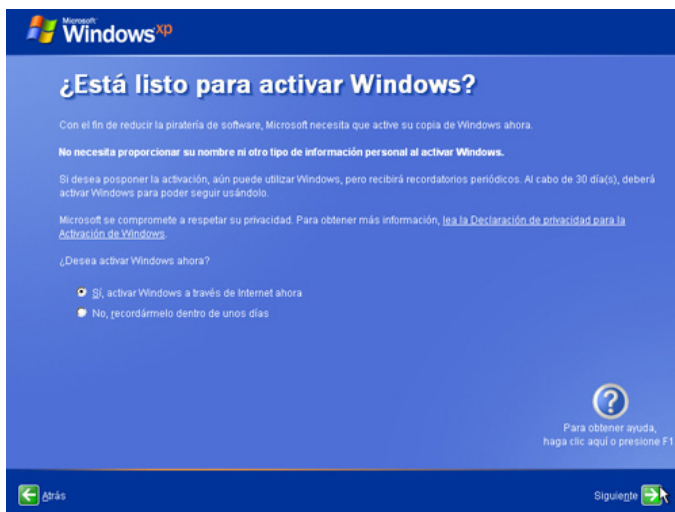 Microsoft
Windows xp
¿Está listo para activar Windows?
Con el fin de reducir la piratería de software, Microsoft necesita que active su copia de Windows ahora.
No necesita proporcionar su nombre ni otro tipo de información personal al activar Windows.
Si desea posponer la activación, aún puede utilizar Windows, pero recibirá recordatorios periódicos. Al cabo de 30 día(s), deberá
activar Windows para poder seguir usándolo.
Microsoft se compromete a respetar su privacidad. Para obtener más información, lea la Declaración de privacidad para la
Activación de Windows.
¿Desea activar Windows ahora?
Sí, activar Windows a través de Internet ahora
No, recordármelo dentro de unos días
Para obtener ayuda,
haga clic aquí o presione F1
Atrás
Siguiente